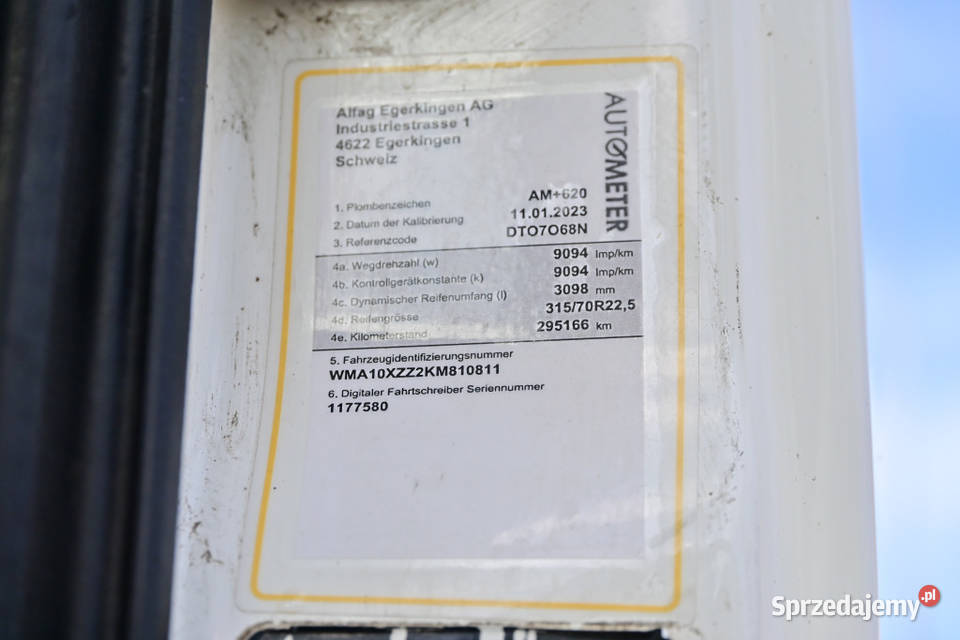 Alfag Egerkingen AG
Industriestrasse 1
4622 Egerkingen
Schweiz
AUTOMETER
1. Plombenzeichen AM+620
2. Datum der Kalibrierung 11.01.2023
3. Referenzcode DTO7O68N
4a. Wegdrehzahl (w) 9094 Imp/km
4b. Kontrollgerätkonstante (k) 9094 Imp/km
4c. Dynamischer Reifenumfang (l) 3098 mm
4d. Reifengrösse 315/70R22,5
4e. Kilometerstand 295166 km
5. Fahrzeugidentifizierungsnummer
WMA10XZZ2KM810811
6. Digitaler Fahrtschreiber Seriennummer
1177580
Sprzedajemy.pl